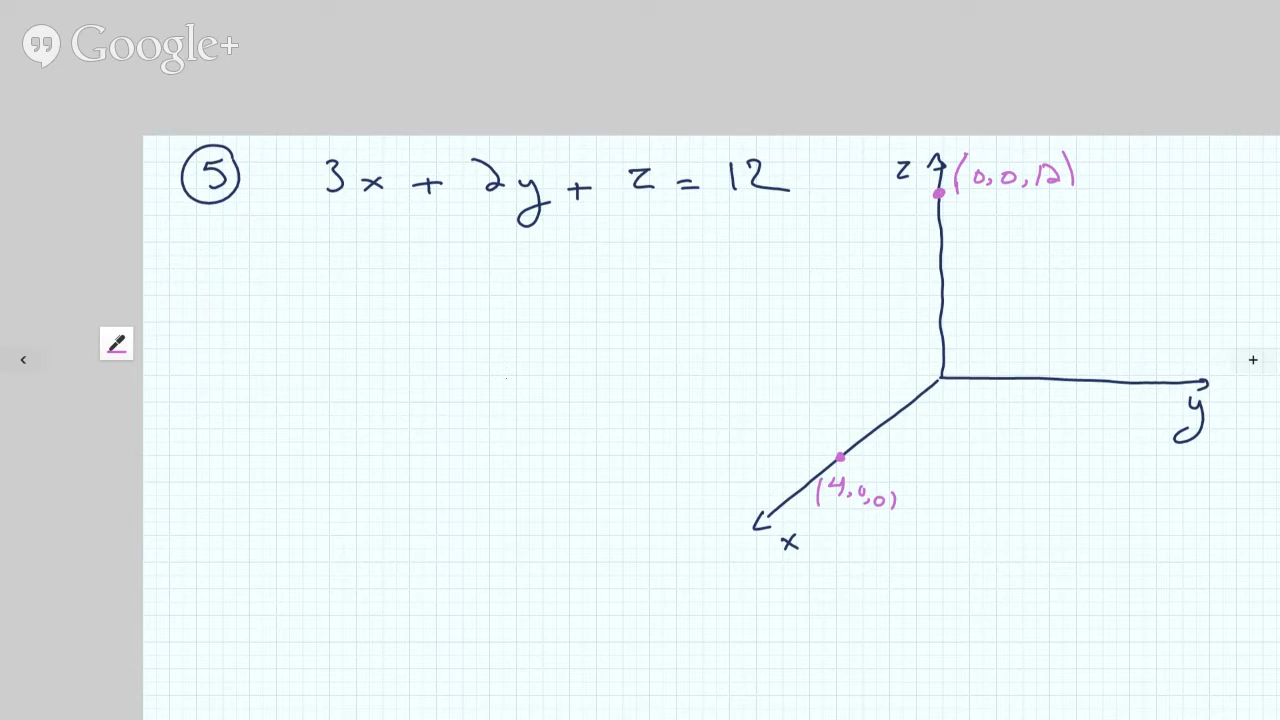 Google+
5 3x + 2y + z = 12
z (0,0,12)
y
(4,0,0)
x